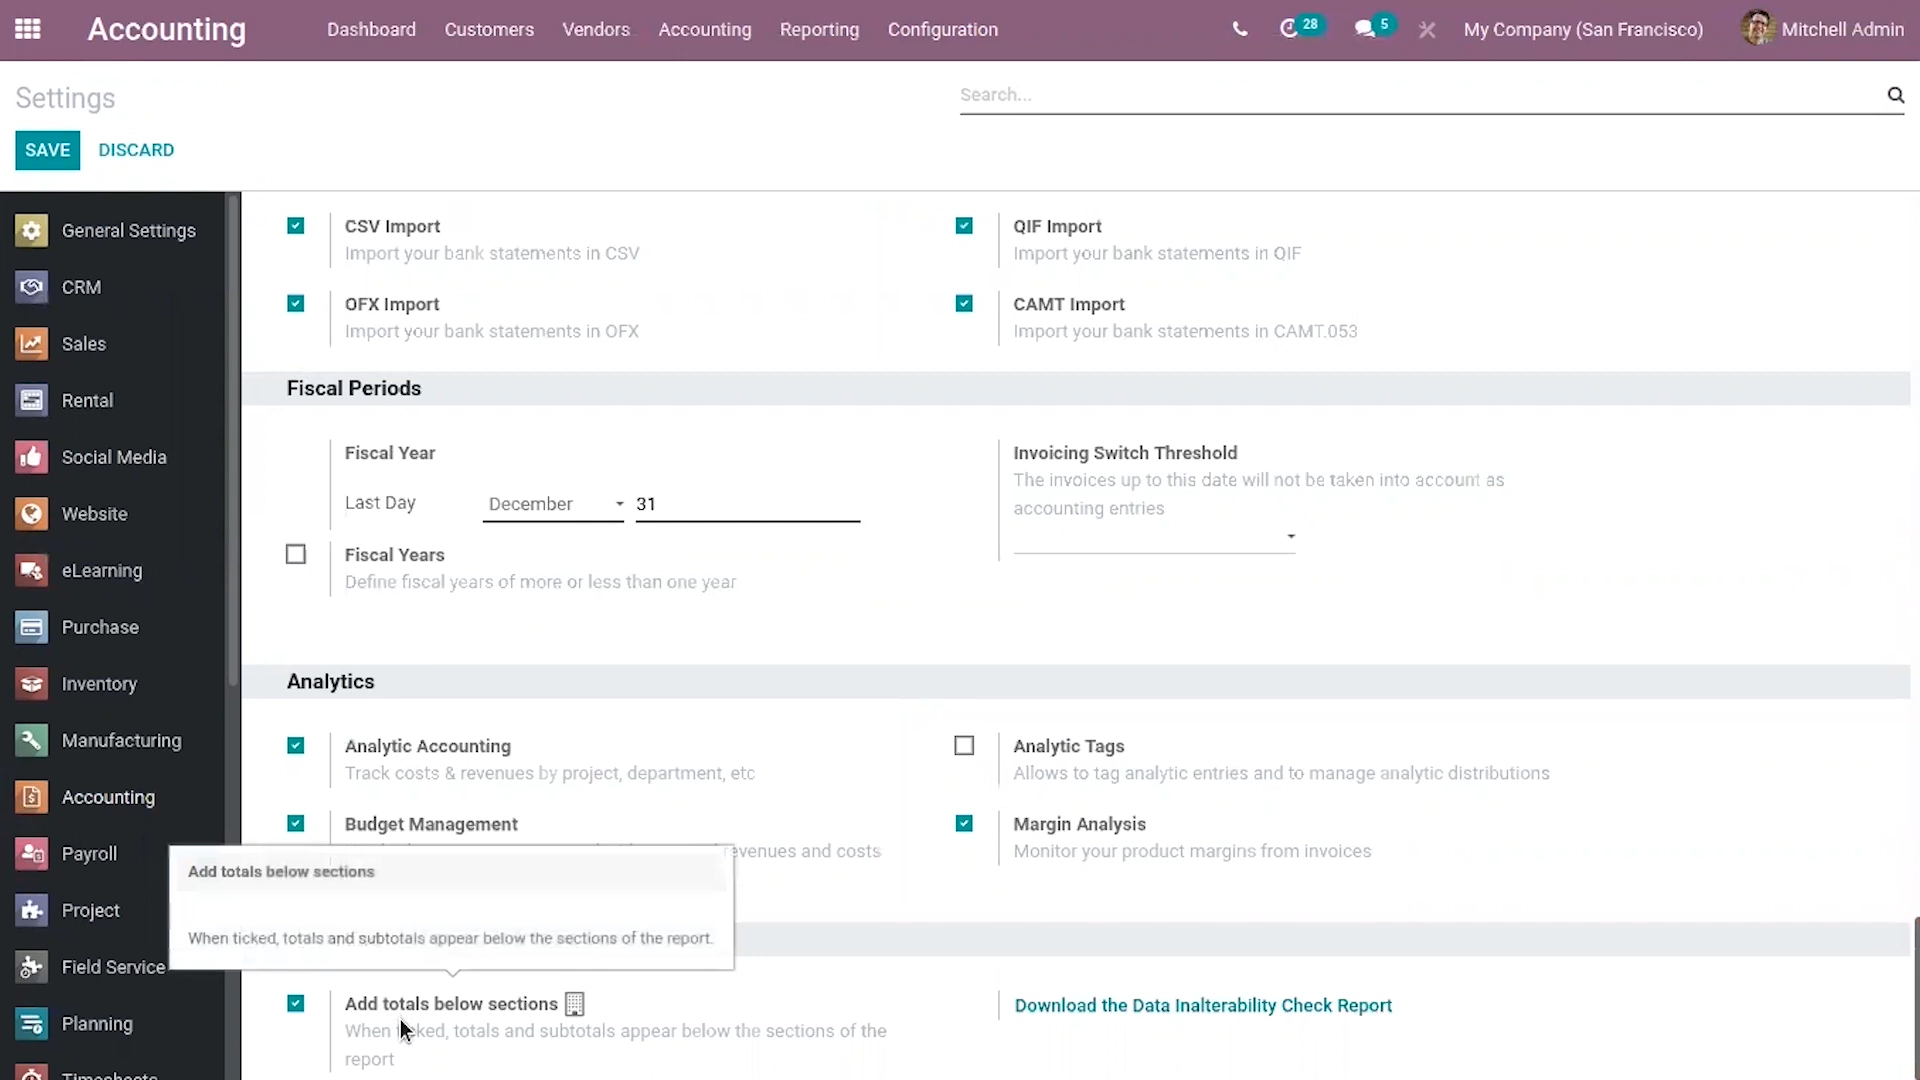 Accounting
Dashboard
Customers
Vendors
Accounting
Reporting
Configuration
28
5
My Company (San Francisco)
Mitchell Admin
Settings
Search...
SAVE
DISCARD
General Settings
CRM
Sales
Rental
Social Media
Website
eLearning
Purchase
Inventory
Manufacturing
Accounting
Payroll
Project
Field Service
Planning
Timesheets
CSV Import
Import your bank statements in CSV
QIF Import
Import your bank statements in QIF
OFX Import
Import your bank statements in OFX
CAMT Import
Import your bank statements in CAMT.053
Fiscal Periods
Fiscal Year
Last Day
December
31
Invoicing Switch Threshold
The invoices up to this date will not be taken into account as
accounting entries
Fiscal Years
Define fiscal years of more or less than one year
Analytics
Analytic Accounting
Track costs & revenues by project, department, etc
Analytic Tags
Allows to tag analytic entries and to manage analytic distributions
Budget Management
revenues and costs
Margin Analysis
Monitor your product margins from invoices
Add totals below sections
When ticked, totals and subtotals appear below the sections of the report.
Add totals below sections
When ticked, totals and subtotals appear below the sections of the
report
Download the Data Inalterability Check Report